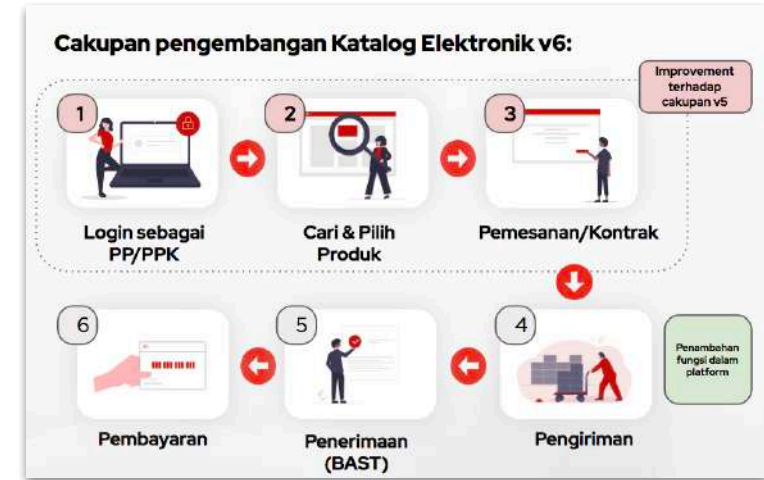 Cakupan pengembangan Katalog Elektronik v6:
Improvement
terhadap
cakupan v5
1
2
3
Login sebagai
PP/PPK
Cari & Pilih
Produk
Pemesanan/Kontrak
6
5
4
Penambahan
fungsi dalam
platform
Pembayaran
Penerimaan
(BAST)
Pengiriman